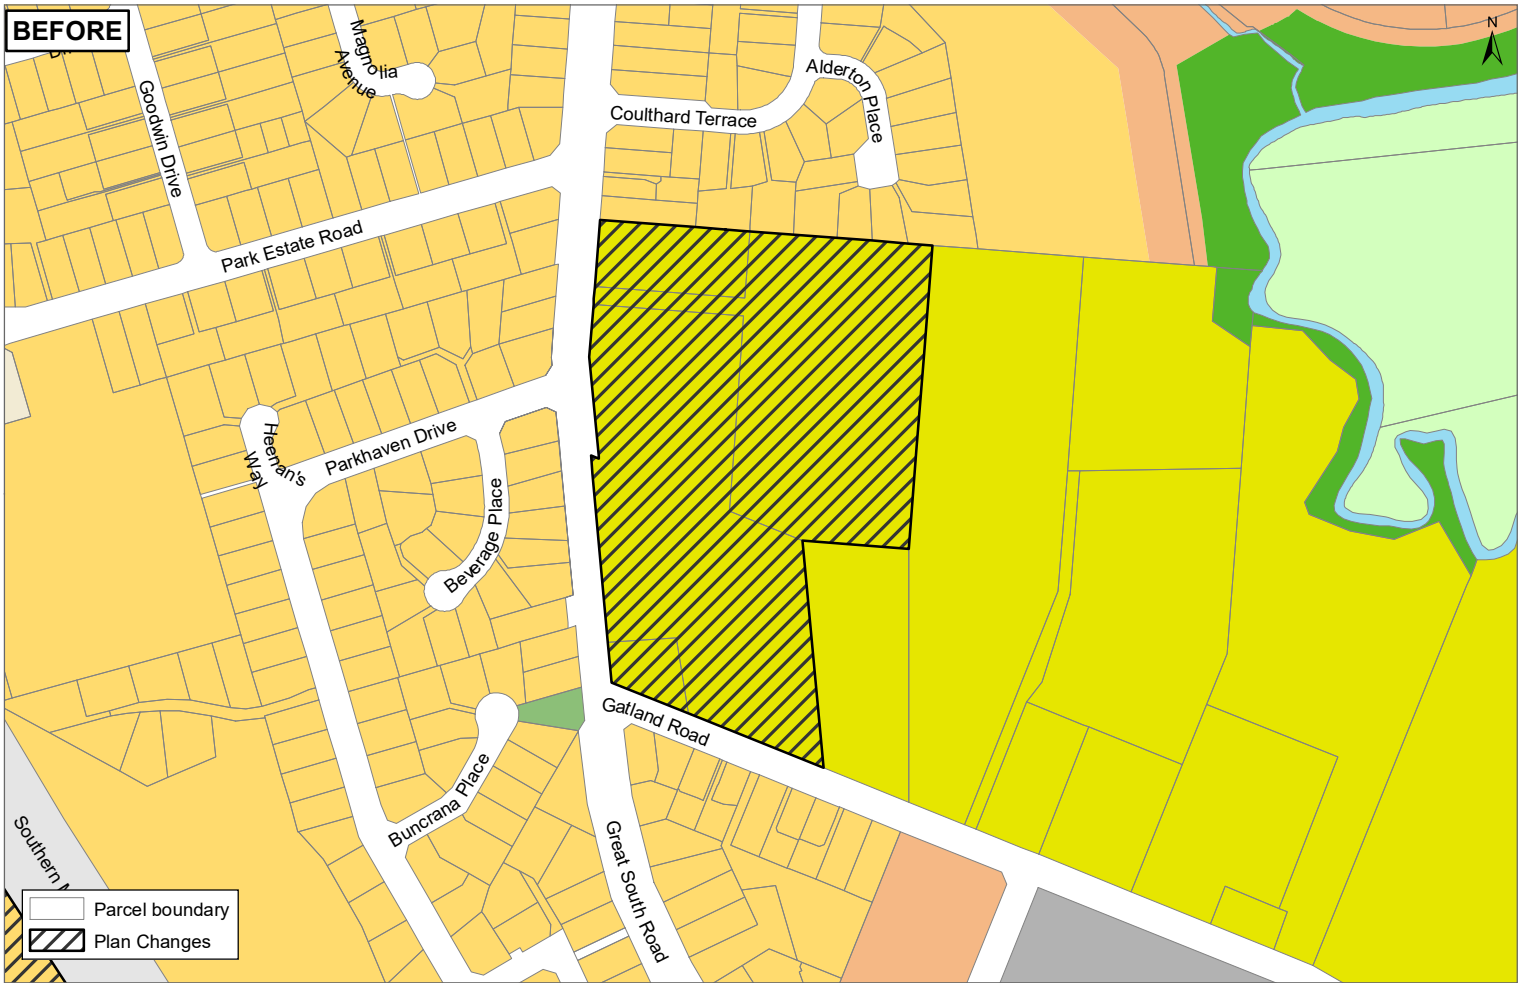 BEFORE
N
Magnolia
Avenue
Goodwin Drive
Alderton Place
Coulthard Terrace
Park Estate Road
Heenan's
Way
Parkhaven Drive
Beverage Place
Gatland Road
Buncrana Place
Great South Road
Southern
Parcel boundary
Plan Changes